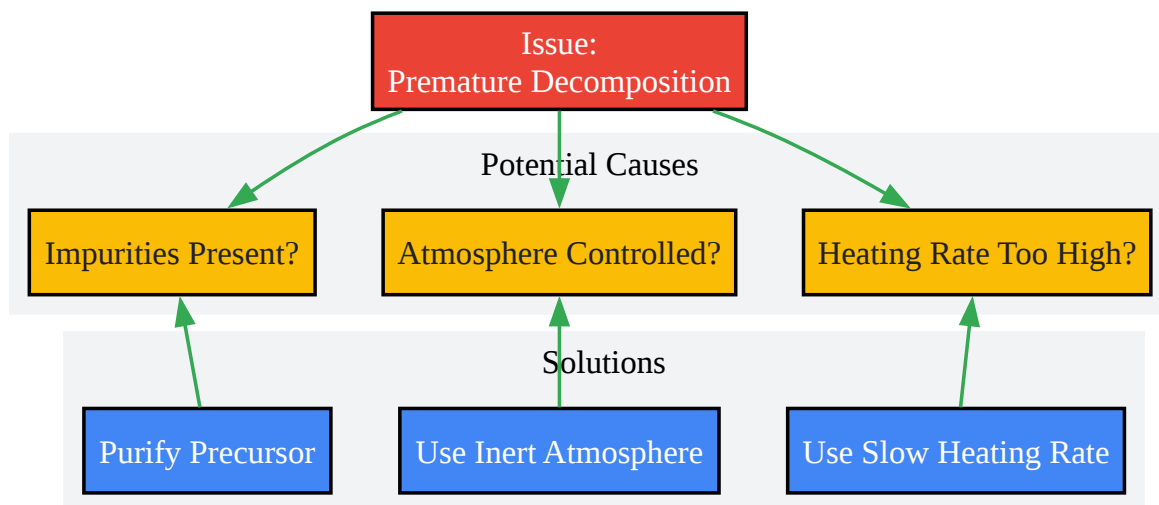 Issue:
Premature Decomposition
Potential Causes
Impurities Present?
Atmosphere Controlled?
Heating Rate Too High?
Solutions
Purify Precursor
Use Inert Atmosphere
Use Slow Heating Rate